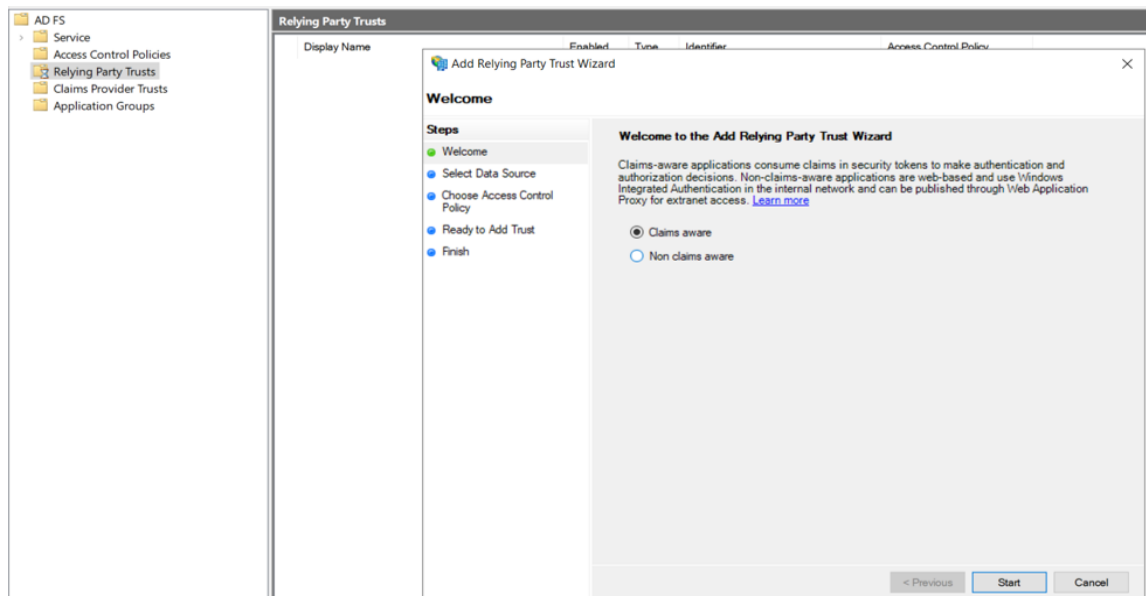 AD FS
Service
Access Control Policies
Relying Party Trusts
Claims Provider Trusts
Application Groups
Relying Party Trusts
Display Name Enabled Type Identifier Access Control Policy
Add Relying Party Trust Wizard
Welcome
Steps
Welcome
Select Data Source
Choose Access Control
Policy
Ready to Add Trust
Finish
Welcome to the Add Relying Party Trust Wizard
Claims-aware applications consume claims in security tokens to make authentication and
authorization decisions. Non-claims-aware applications are web-based and use Windows
Integrated Authentication in the internal network and can be published through Web Application
Proxy for extranet access. Learn more
Claims aware
Non claims aware
< Previous Start Cancel